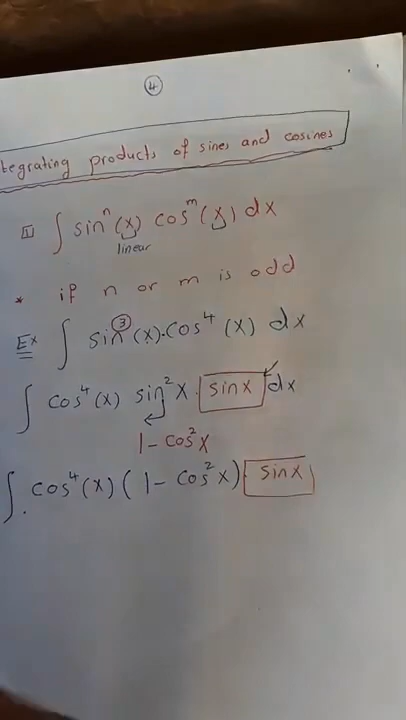 4
tegrating products of sines and cosines
1 ∫ sinⁿ(x) cosᵐ(x) dx
linear
* if n or m is odd
Ex ∫ sin³(x).cos⁴(x) dx
∫ cos⁴(x) sin²x . sinx dx
1 - cos²x
∫ cos⁴(x) (1 - cos²x) . sinx